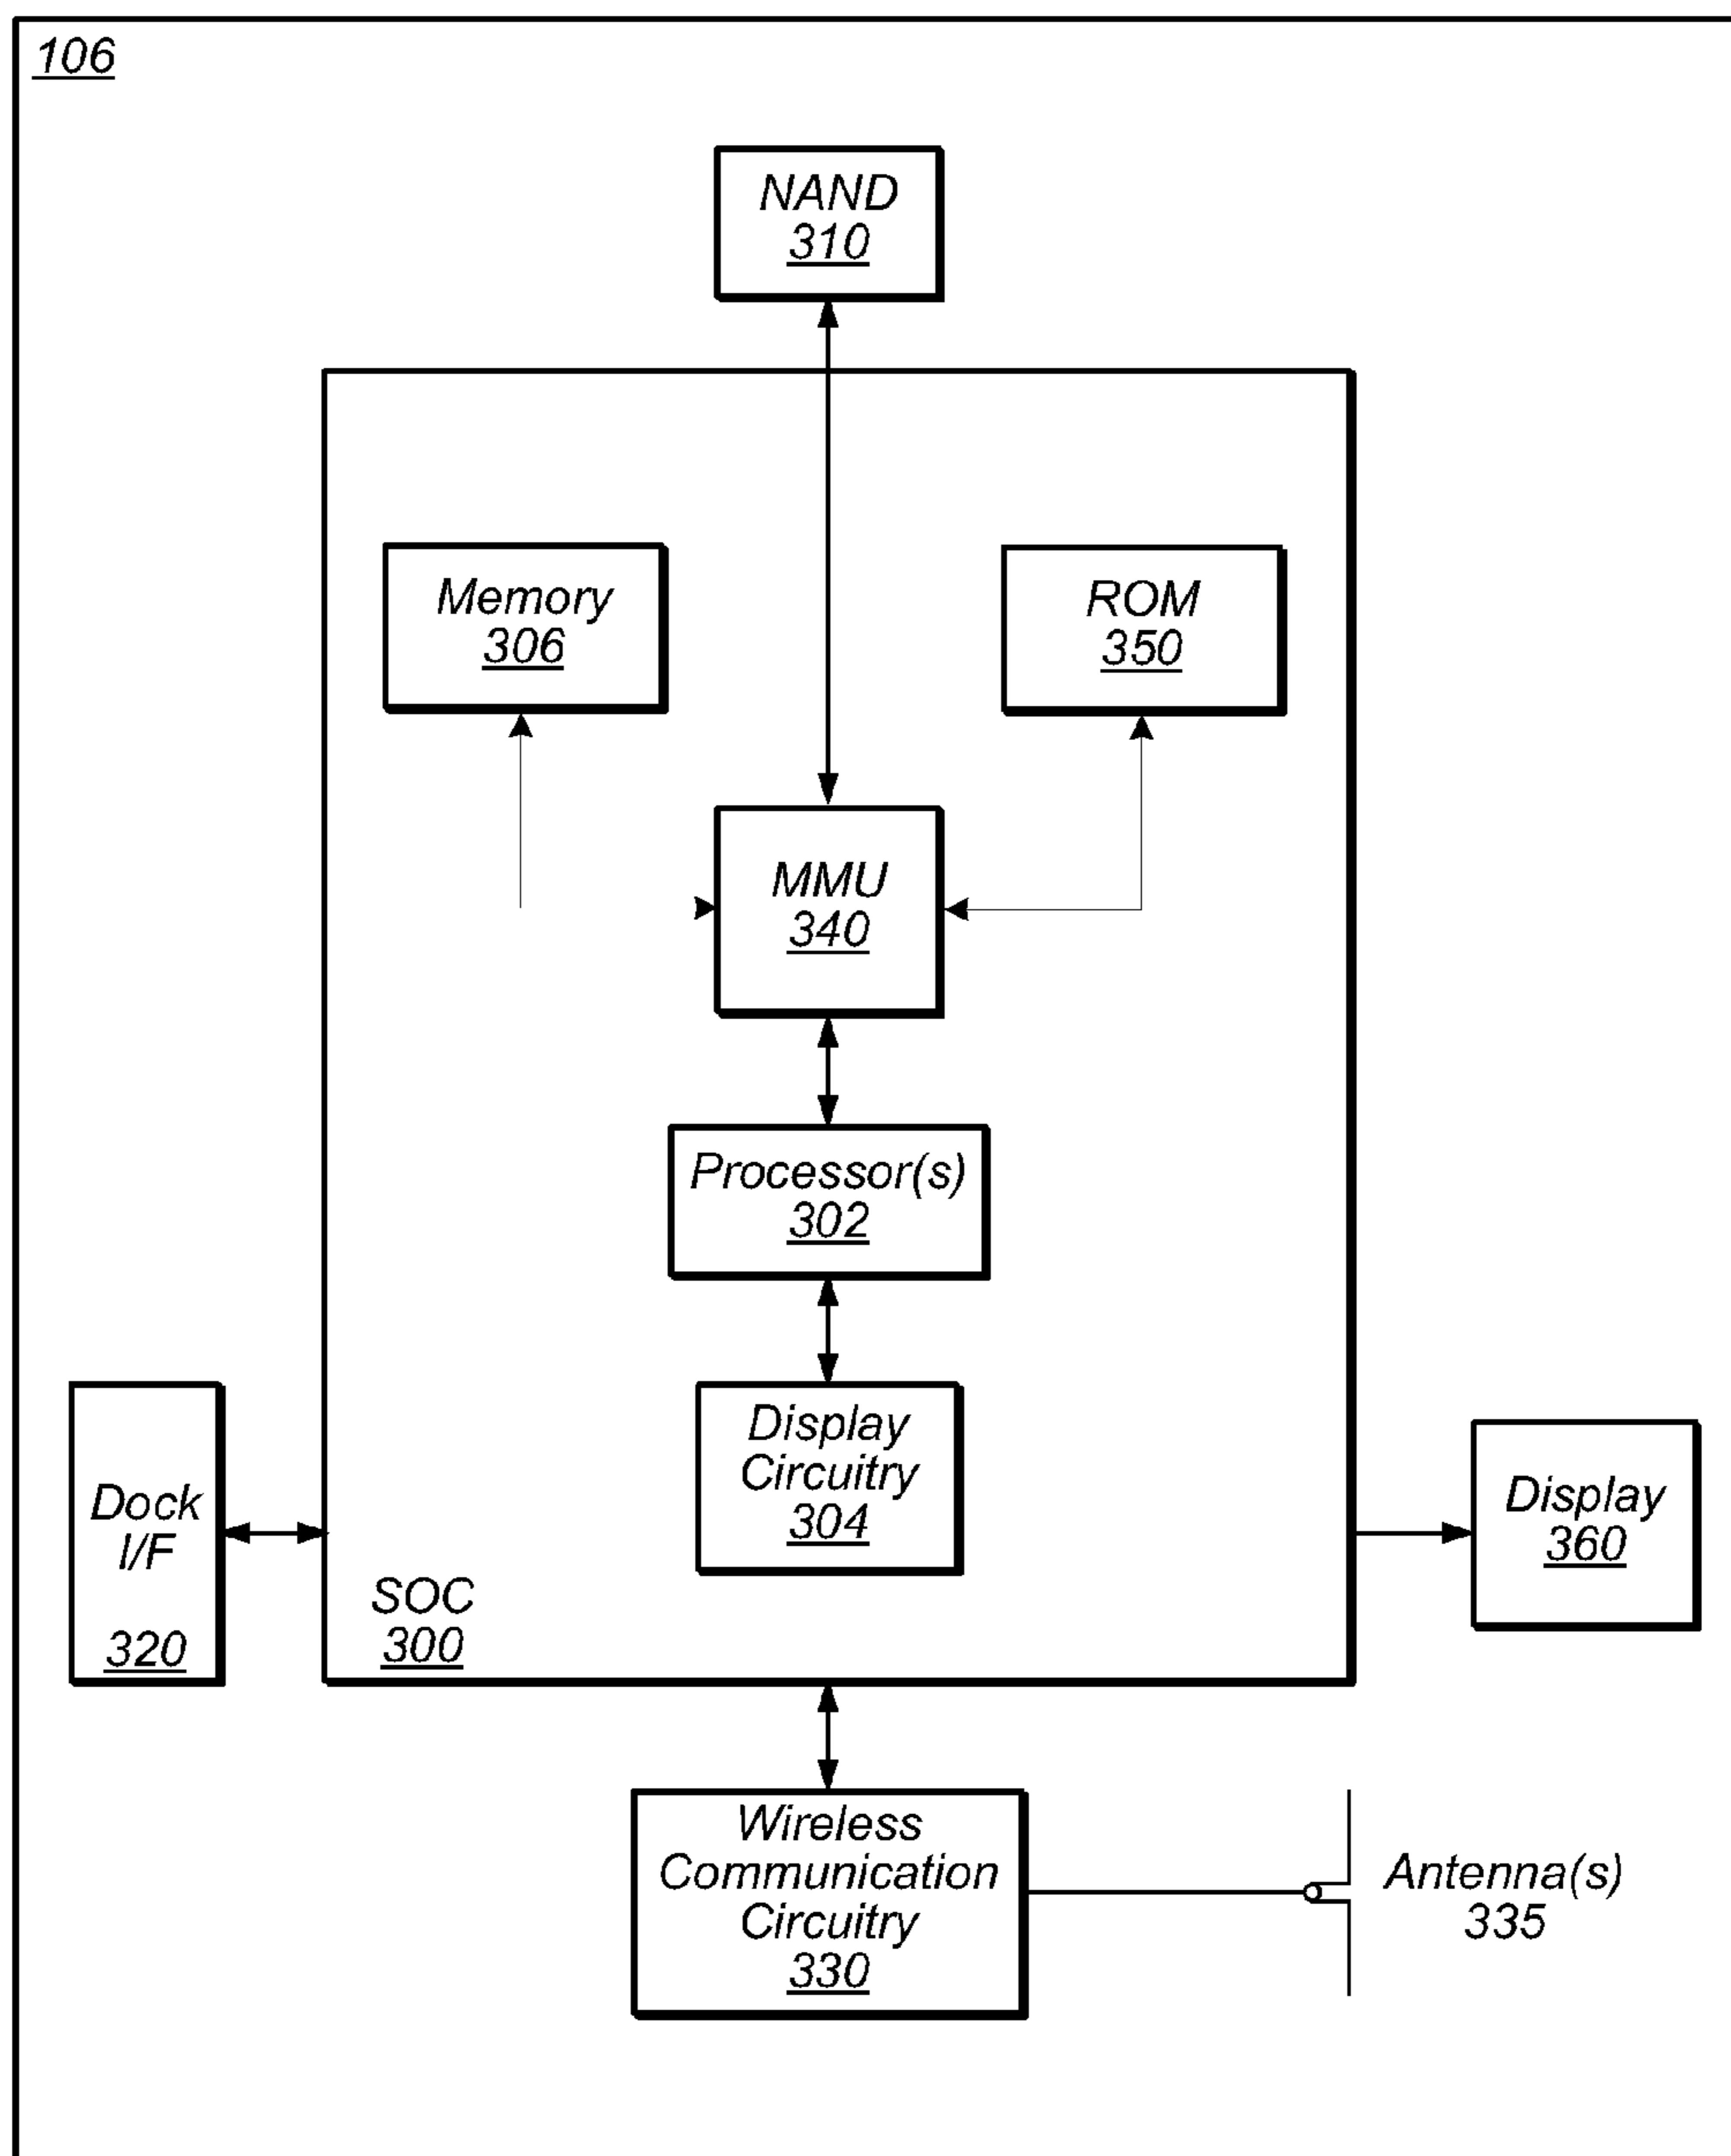 106
NAND
310
Memory
306
ROM
350
MMU
340
Processor(s)
302
Display
Circuitry
304
Dock
I/F
320
SOC
300
Display
360
Wireless
Communication
Circuitry
330
Antenna(s)
335